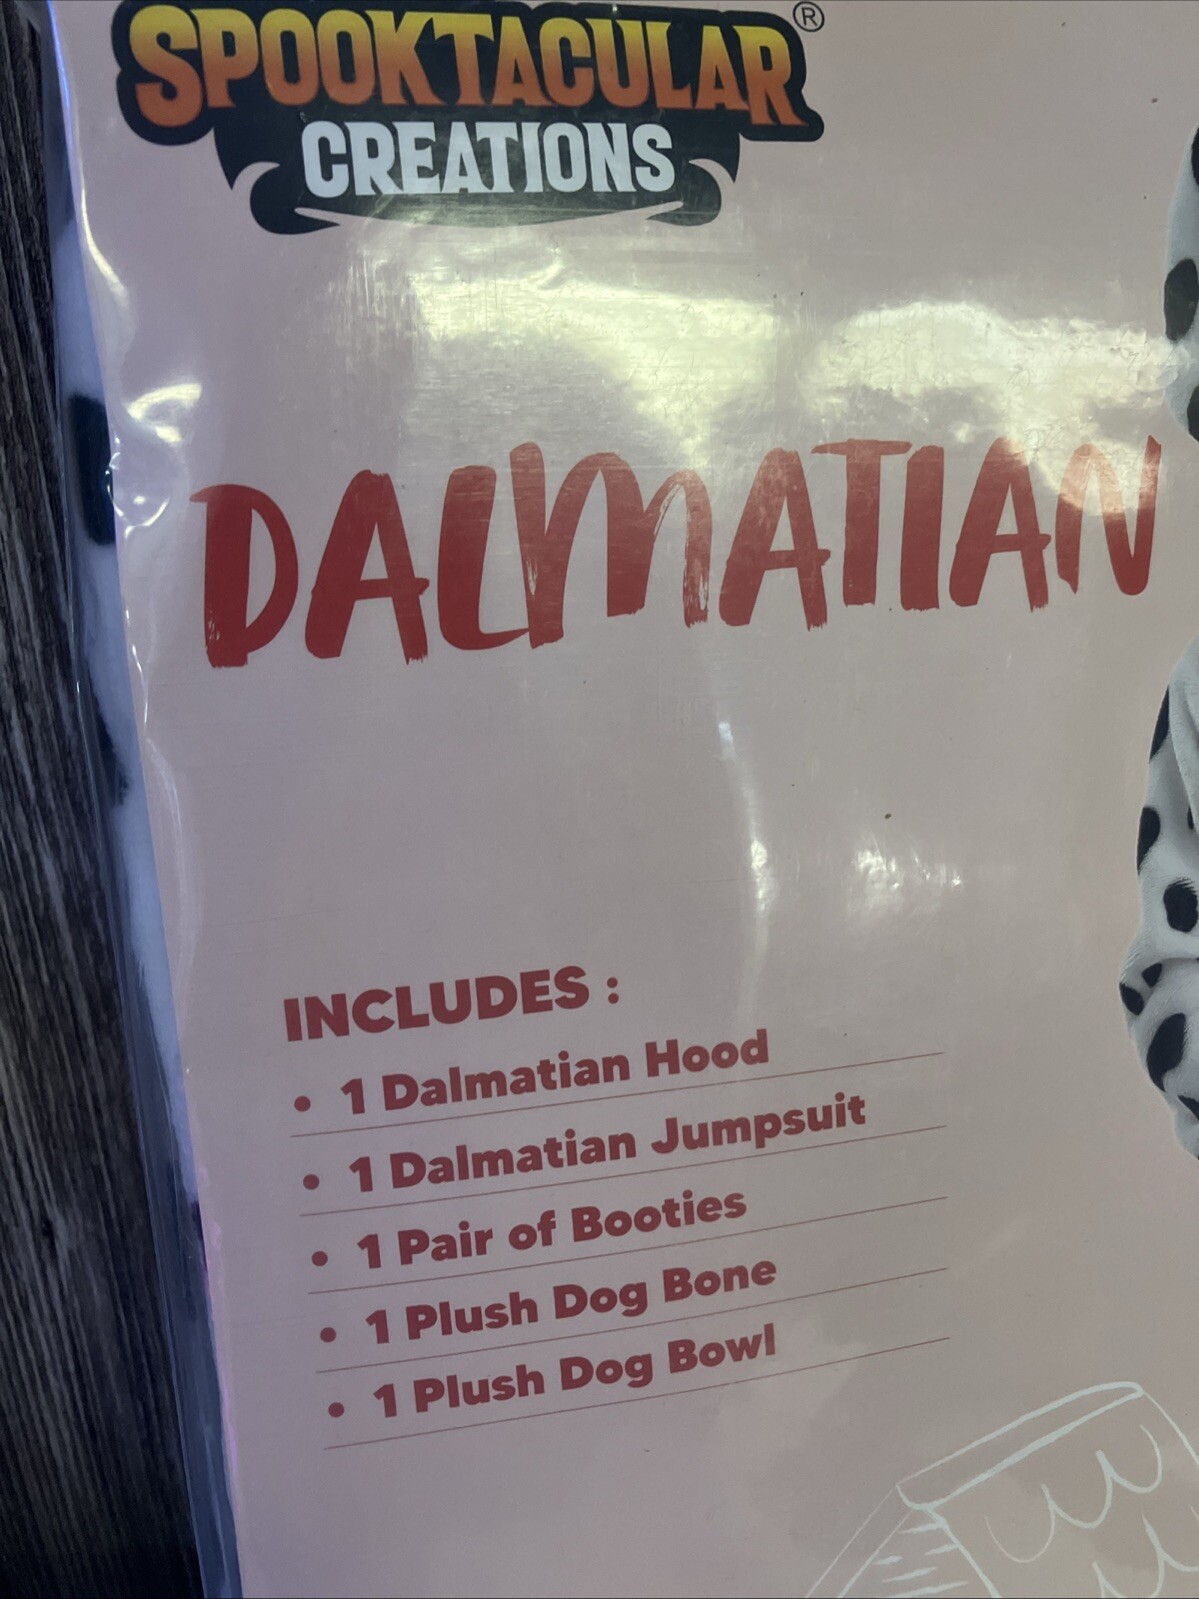 SPOOKTACULAR®
CREATIONS
DALMATIAN
INCLUDES :
• 1 Dalmatian Hood
• 1 Dalmatian Jumpsuit
• 1 Pair of Booties
• 1 Plush Dog Bone
• 1 Plush Dog Bowl